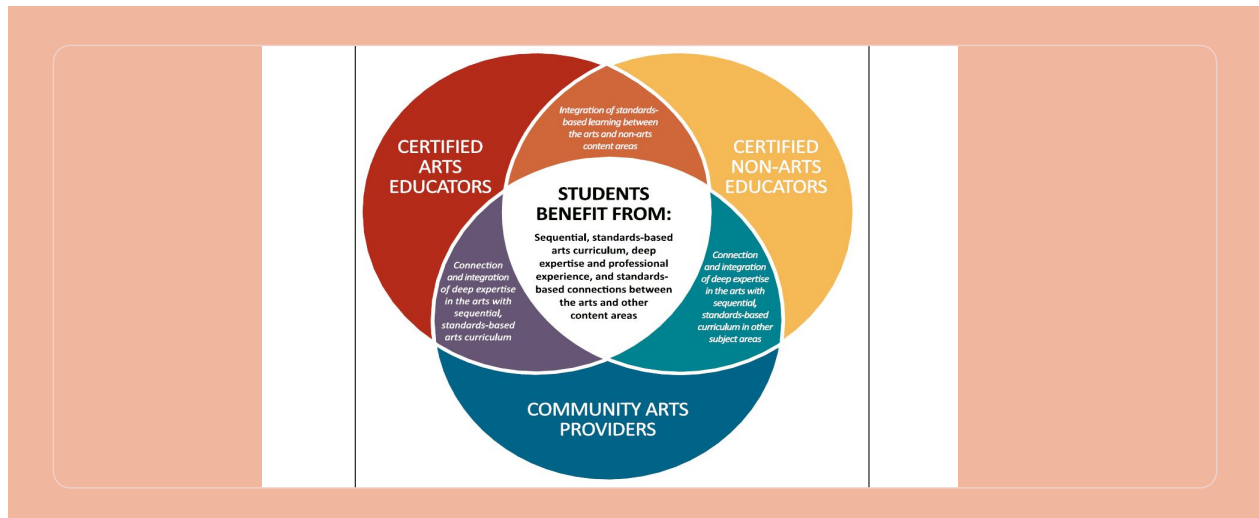 Integration of standards-
based learning between
the arts and non-arts
content areas
CERTIFIED
ARTS
EDUCATORS
CERTIFIED
NON-ARTS
EDUCATORS
STUDENTS
BENEFIT FROM:
Sequential, standards-based
arts curriculum, deep
expertise and professional
experience, and standards-
based connections between
the arts and other
content areas
Connection
and integration
of deep expertise
in the arts with
sequential,
standards-based
arts curriculum
Connection
and integration
of deep expertise
in the arts with
sequential,
standards-based
curriculum in other
subject areas
COMMUNITY ARTS
PROVIDERS